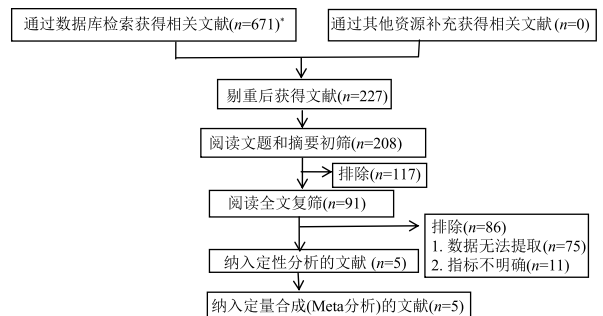 通过数据库检索获得相关文献(n=671)*
通过其他资源补充获得相关文献(n=0)
剔重后获得文献(n=227)
阅读文题和摘要初筛(n=208)
排除(n=117)
阅读全文复筛(n=91)
排除(n=86)
1. 数据无法提取(n=75)
2. 指标不明确(n=11)
纳入定性分析的文献 (n=5)
纳入定量合成(Meta分析)的文献(n=5)